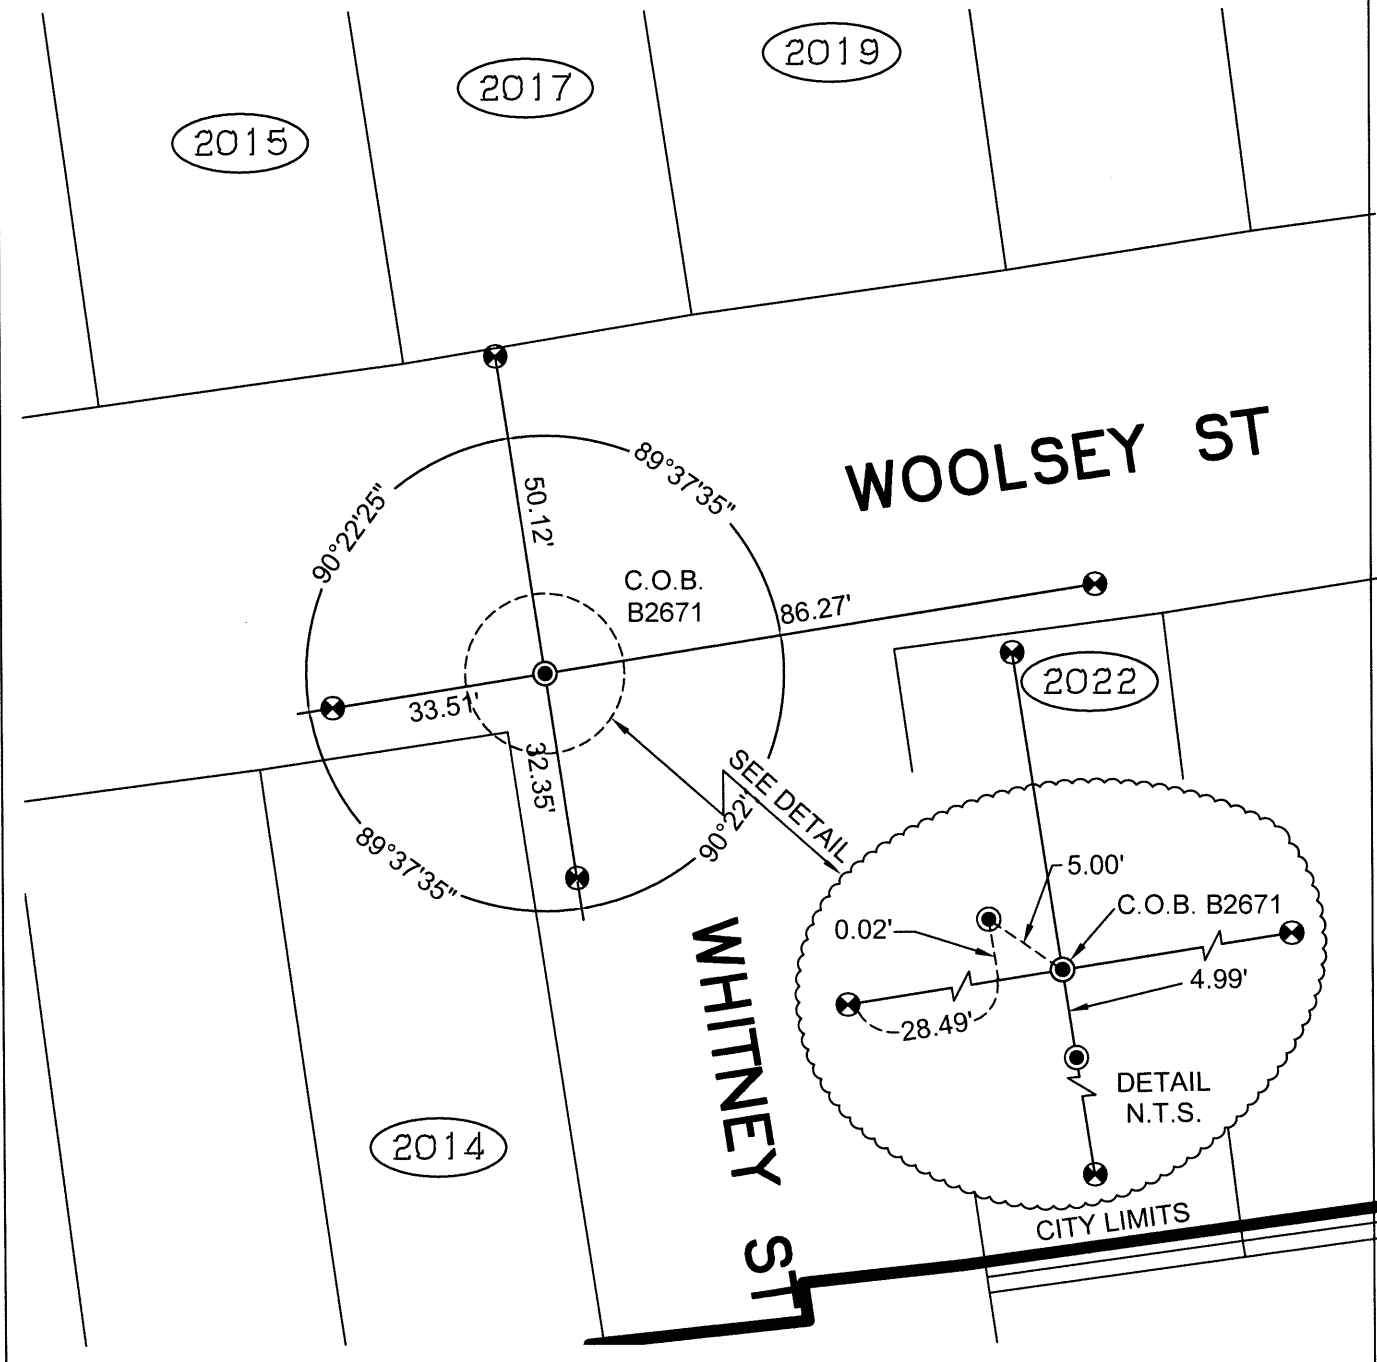 2019
2017
2015
WOOLSEY ST
89°37'35"
90°22'25"
50.12'
C.O.B.
B2671
86.27'
2022
33.51'
32.35'
SEE DETAIL
90°22'
89°37'35"
5.00'
C.O.B. B2671
0.02'
4.99'
28.49'
DETAIL
N.T.S.
WHITNEY ST
2014
CITY LIMITS